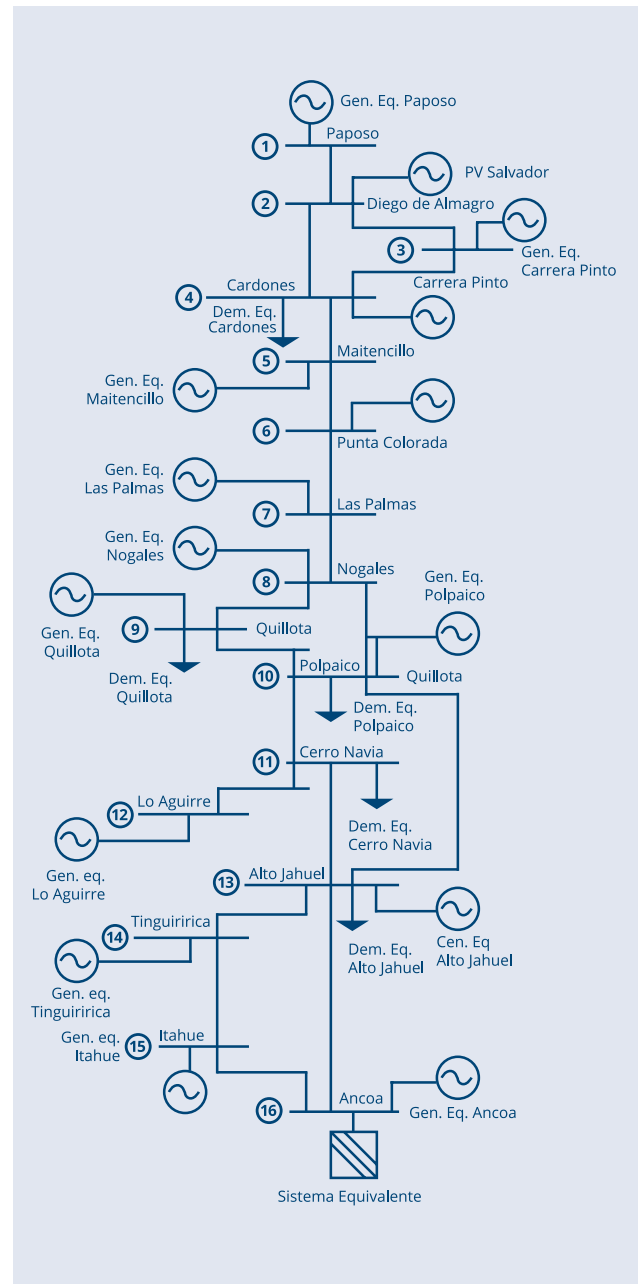 Gen. Eq. Paposo
1
Paposo
PV Salvador
2
Diego de Almagro
3
Gen. Eq.
Carrera Pinto
Carrera Pinto
4
Cardones
Dem. Eq.
Cardones
5
Maitencillo
Gen. Eq.
Maitencillo
6
Punta Colorada
Gen. Eq.
Las Palmas
7
Las Palmas
Gen. Eq.
Nogales
8
Nogales
Gen. Eq.
Polpaico
9
Quillota
Gen. Eq.
Quillota
Dem. Eq.
Quillota
10
Polpaico
Quillota
Dem. Eq.
Polpaico
11
Cerro Navia
Dem. Eq.
Cerro Navia
12
Lo Aguirre
Gen. eq.
Lo Aguirre
13
Alto Jahuel
Dem. Eq.
Alto Jahuel
Cen. Eq
Alto Jahuel
14
Tinguiririca
Gen. eq.
Tinguiririca
Gen. eq.
Itahue
15
Itahue
16
Ancoa
Gen. Eq. Ancoa
Sistema Equivalente